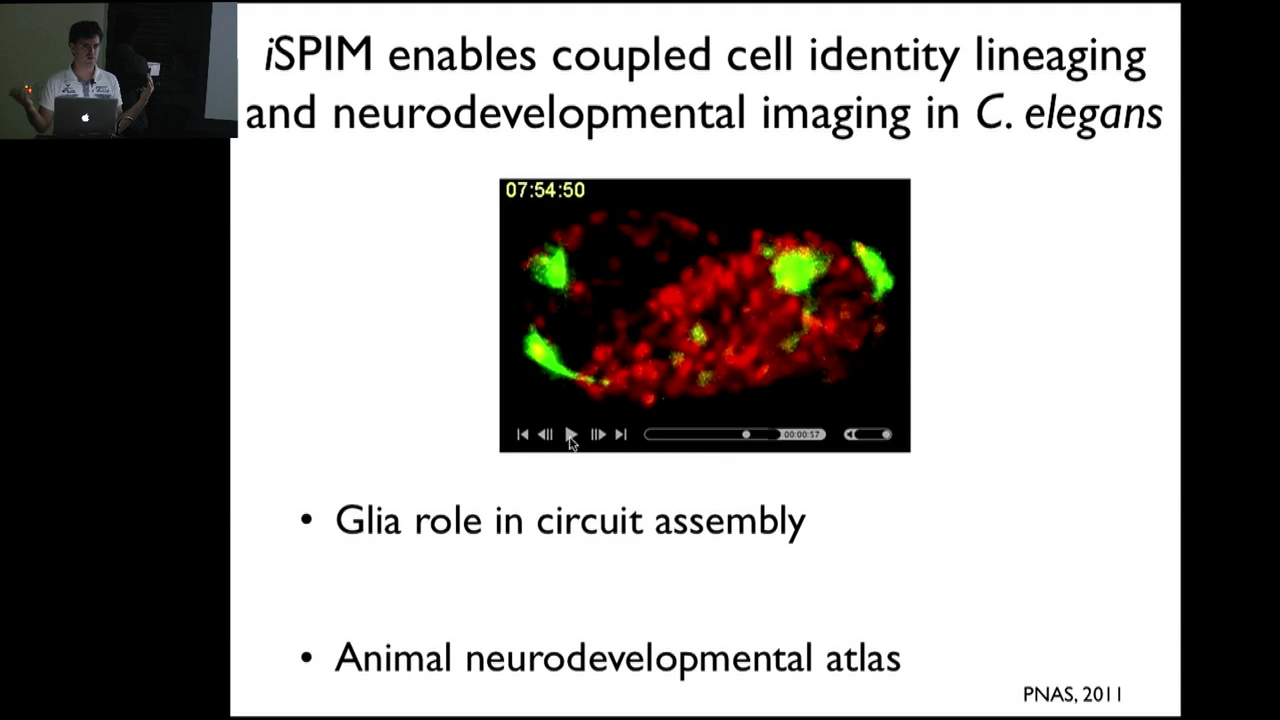 iSPIM enables coupled cell identity lineaging
and neurodevelopmental imaging in C. elegans
07:54:50
00:00:57
• Glia role in circuit assembly
• Animal neurodevelopmental atlas
PNAS, 2011